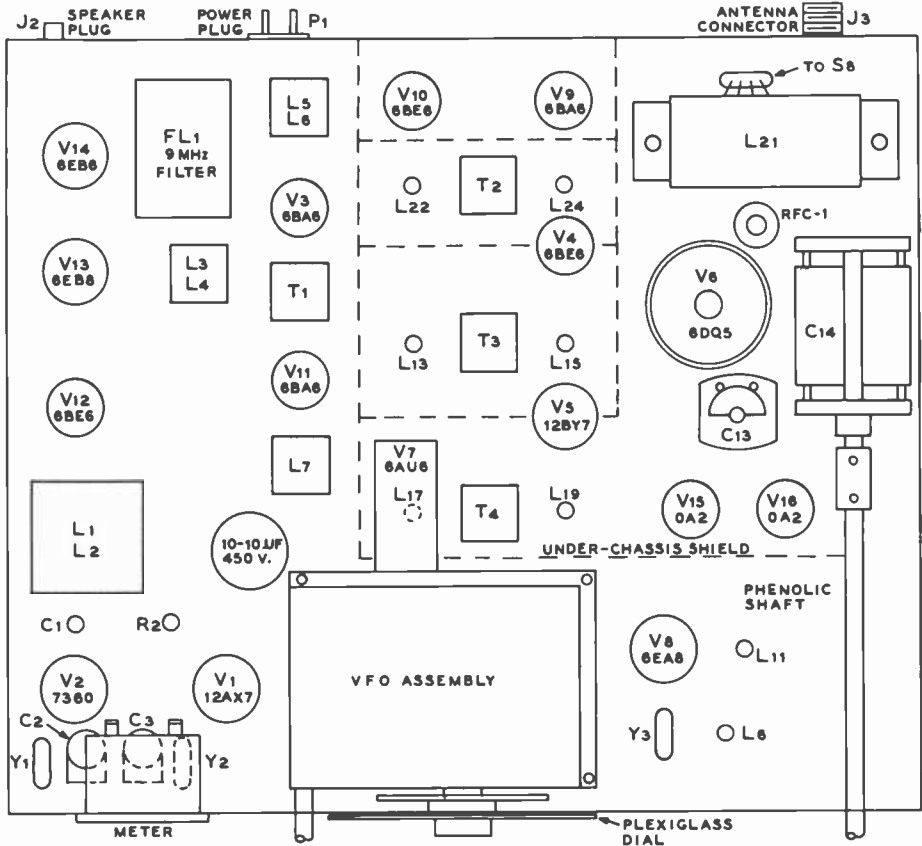 J2
SPEAKER
PLUG
POWER
PLUG
P1
ANTENNA
CONNECTOR
J3
TO S8
V10
6BE6
V9
6BA6
L5
L6
FL1
9 MHz
FILTER
V14
6EB8
L21
T2
L22
L24
V3
6BA6
RFC-1
V4
6BE6
V13
6EB8
L3
L4
T1
V6
6DQ5
C14
T3
L13
L15
V11
6BA6
V12
6BE6
V5
12BY7
C13
V7
6AU6
L17
L7
T4
L19
V15
0A2
V16
0A2
L1
L2
10-10UF
450 V.
UNDER-CHASSIS SHIELD
PHENOLIC
SHAFT
C1
R2
V8
6EA8
L11
V2
7360
V1
12AX7
VFO ASSEMBLY
C2
C3
Y1
Y2
Y3
L6
METER
PLEXIGLASS
DIAL